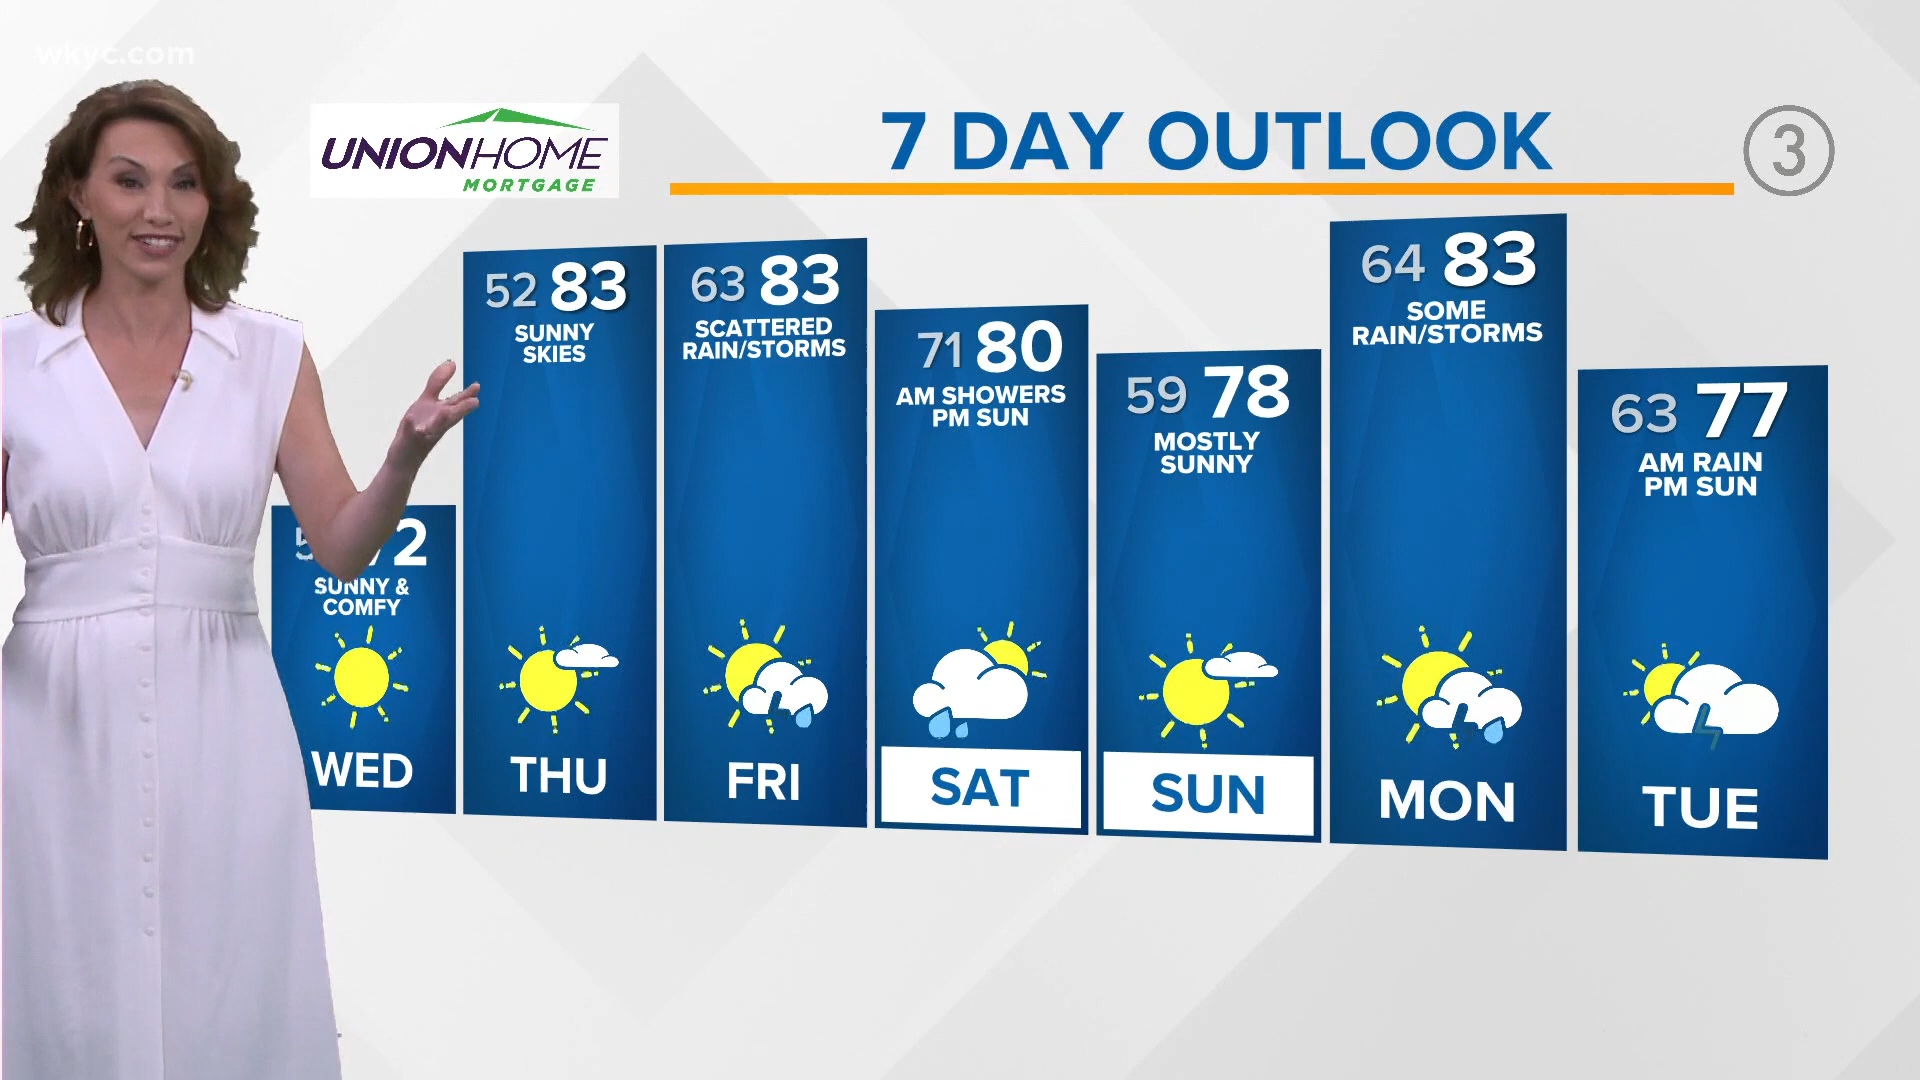 wkyc.com
UNIONHOME
MORTGAGE
7 DAY OUTLOOK
3
SUNNY &
COMFY
WED
52 83
SUNNY
SKIES
THU
63 83
SCATTERED
RAIN/STORMS
FRI
71 80
AM SHOWERS
PM SUN
SAT
59 78
MOSTLY
SUNNY
SUN
64 83
SOME
RAIN/STORMS
MON
63 77
AM RAIN
PM SUN
TUE